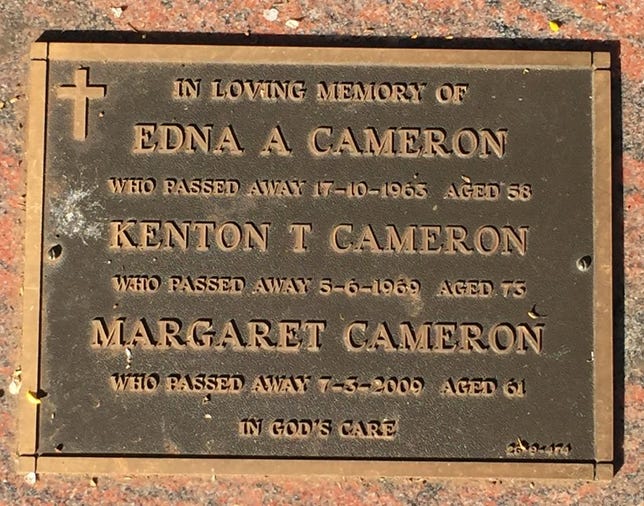 IN LOVING MEMORY OF
EDNA A CAMERON
WHO PASSED AWAY 17-10-1963 AGED 58
KENTON T CAMERON
WHO PASSED AWAY 5-6-1969 AGED 73
MARGARET CAMERON
WHO PASSED AWAY 7-3-2009 AGED 61
IN GOD'S CARE